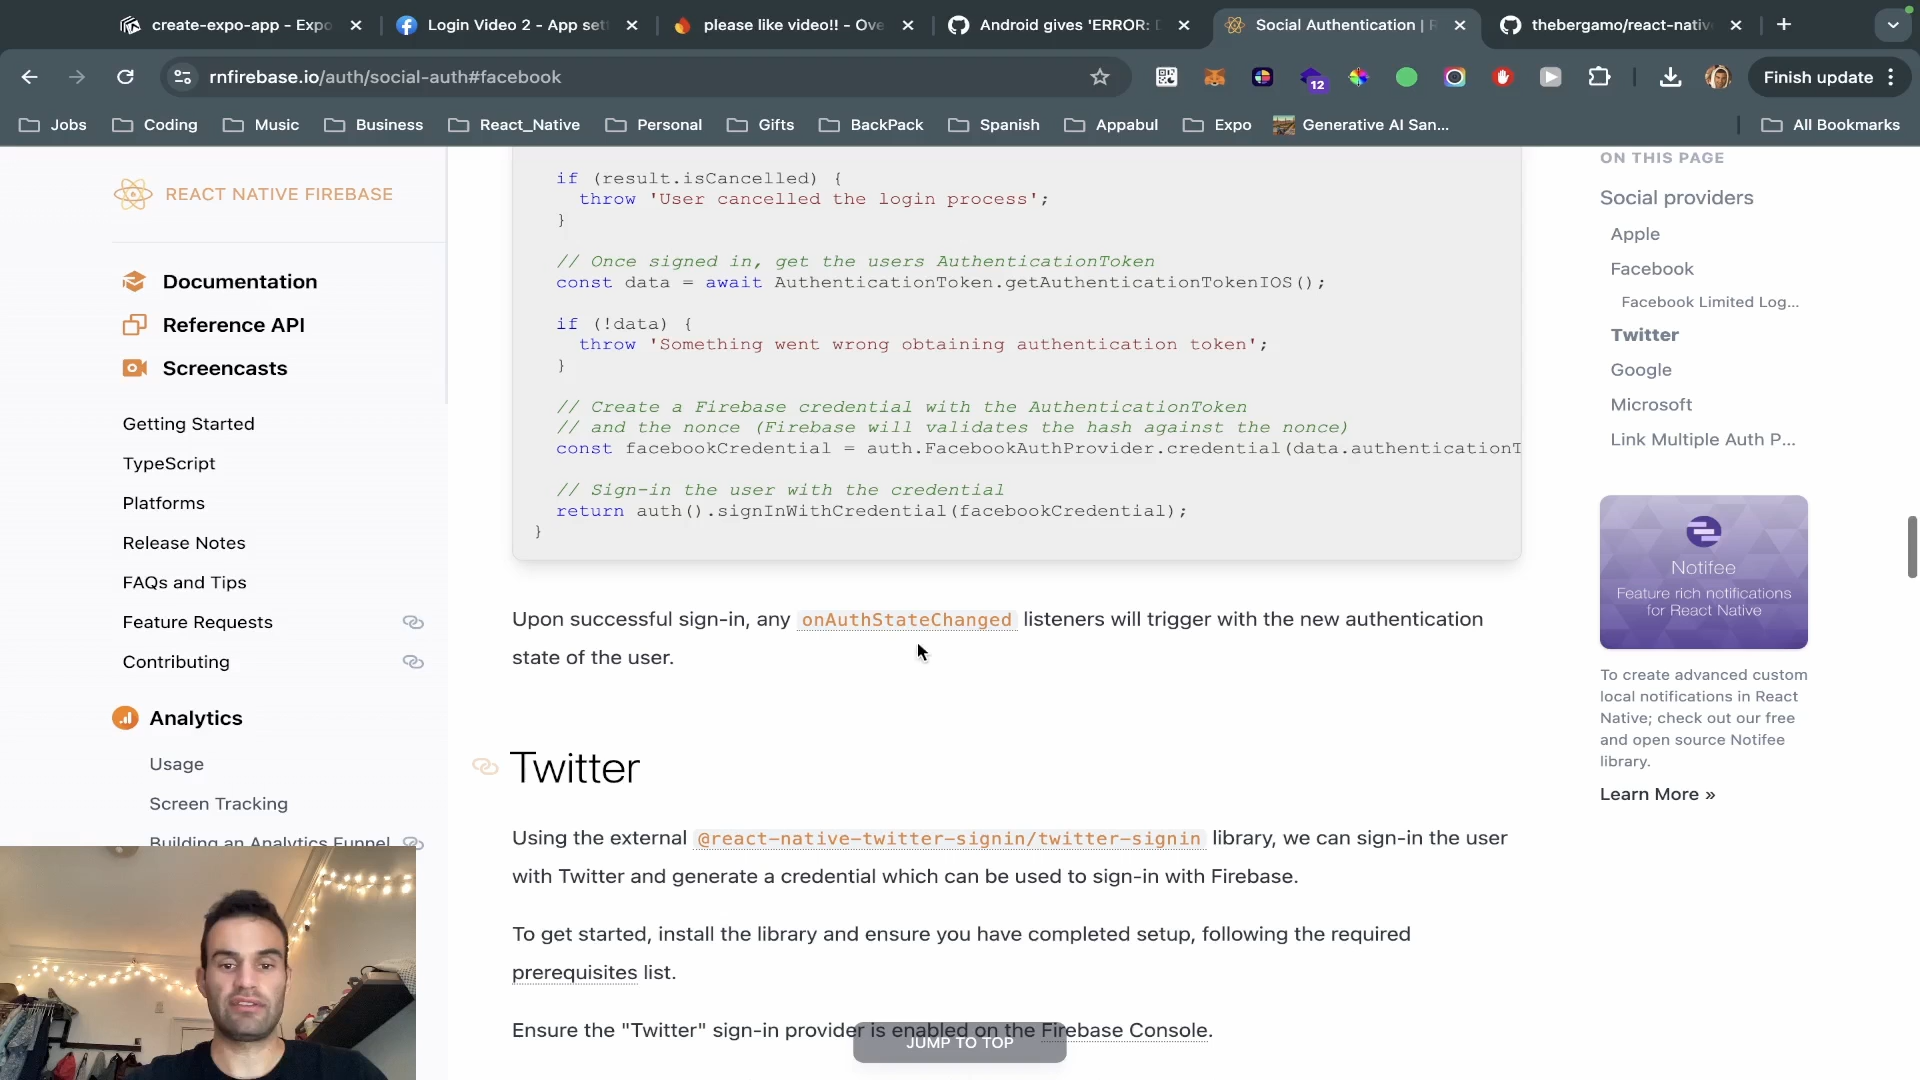 create-expo-app - Expo
Login Video 2 - App sett
please like video!! - Ove
Android gives 'ERROR: D
Social Authentication | R
thebergamo/react-nativ
rnfirebase.io/auth/social-auth#facebook
12
Finish update
Jobs
Coding
Music
Business
React_Native
Personal
Gifts
BackPack
Spanish
Appabul
Expo
Generative AI San...
All Bookmarks
REACT NATIVE FIREBASE
Documentation
Reference API
Screencasts
Getting Started
TypeScript
Platforms
Release Notes
FAQs and Tips
Feature Requests
Contributing
Analytics
Usage
Screen Tracking
Building an Analytics Funnel
if (result.isCancelled) {
throw 'User cancelled the login process';
}
// Once signed in, get the users AuthenticationToken
const data = await AuthenticationToken.getAuthenticationTokenIOS();
if (!data) {
throw 'Something went wrong obtaining authentication token';
}
// Create a Firebase credential with the AuthenticationToken
// and the nonce (Firebase will validates the hash against the nonce)
const facebookCredential = auth.FacebookAuthProvider.credential(data.authenticationT
// Sign-in the user with the credential
return auth().signInWithCredential(facebookCredential);
}
Upon successful sign-in, any onAuthStateChanged listeners will trigger with the new authentication
state of the user.
Twitter
Using the external @react-native-twitter-signin/twitter-signin library, we can sign-in the user
with Twitter and generate a credential which can be used to sign-in with Firebase.
To get started, install the library and ensure you have completed setup, following the required
prerequisites list.
Ensure the "Twitter" sign-in provider is enabled on the Firebase Console.
JUMP TO TOP
ON THIS PAGE
Social providers
Apple
Facebook
Facebook Limited Log...
Twitter
Google
Microsoft
Link Multiple Auth P...
Notifee
Feature rich notifications
for React Native
To create advanced custom
local notifications in React
Native; check out our free
and open source Notifee
library.
Learn More »